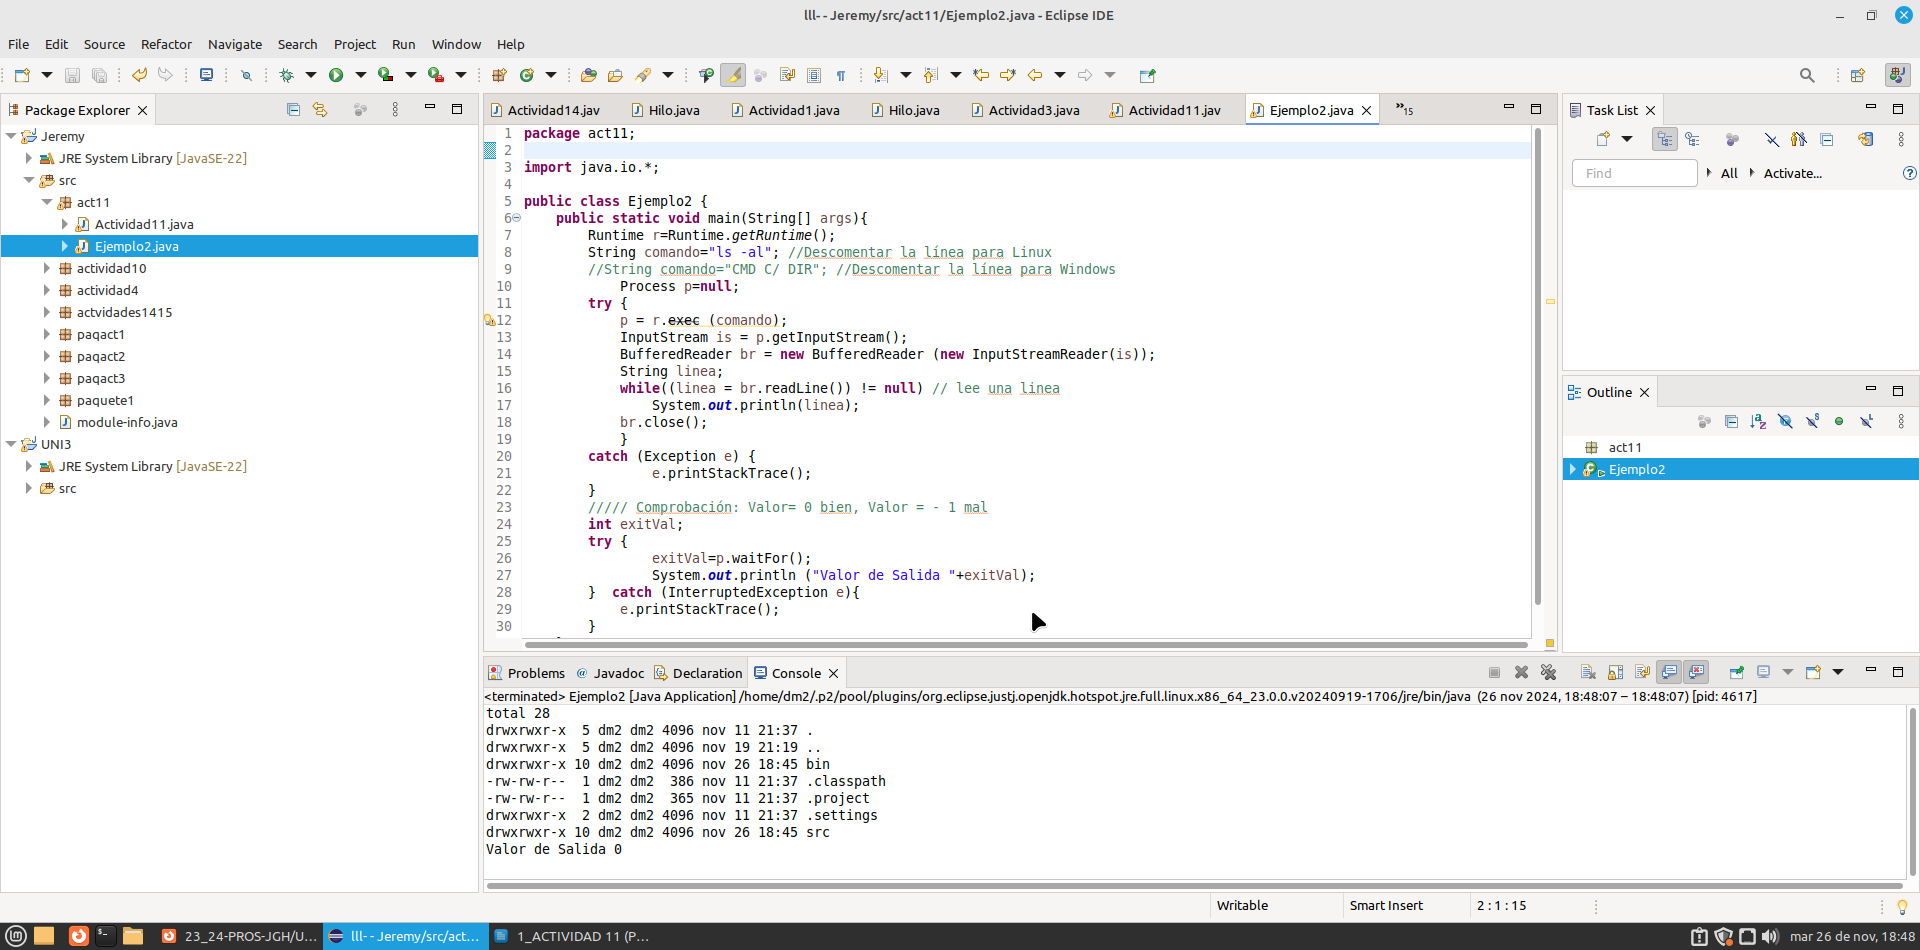 lll- - Jeremy/src/act11/Ejemplo2.java - Eclipse IDE
File Edit Source Refactor Navigate Search Project Run Window Help
Package Explorer
Jeremy
JRE System Library [JavaSE-22]
src
act11
Actividad11.java
Ejemplo2.java
actividad10
actividad4
actvidades1415
paqact1
paqact2
paqact3
paquete1
module-info.java
UNI3
JRE System Library [JavaSE-22]
src
Actividad14.jav Hilo.java Actividad1.java Hilo.java Actividad3.java Actividad11.jav Ejemplo2.java »15
1 package act11;
2
3 import java.io.*;
4
5 public class Ejemplo2 {
6 public static void main(String[] args){
7 Runtime r=Runtime.getRuntime();
8 String comando="ls -al"; //Descomentar la línea para Linux
9 //String comando="CMD C/ DIR"; //Descomentar la línea para Windows
10 Process p=null;
11 try {
12 p = r.exec (comando);
13 InputStream is = p.getInputStream();
14 BufferedReader br = new BufferedReader (new InputStreamReader(is));
15 String linea;
16 while((linea = br.readLine()) != null) // lee una linea
17 System.out.println(linea);
18 br.close();
19 }
20 catch (Exception e) {
21 e.printStackTrace();
22 }
23 ///// Comprobación: Valor= 0 bien, Valor = - 1 mal
24 int exitVal;
25 try {
26 exitVal=p.waitFor();
27 System.out.println ("Valor de Salida "+exitVal);
28 } catch (InterruptedException e){
29 e.printStackTrace();
30 }
Task List
Find All Activate...
Outline
act11
Ejemplo2
Problems Javadoc Declaration Console
<terminated> Ejemplo2 [Java Application] /home/dm2/.p2/pool/plugins/org.eclipse.justj.openjdk.hotspot.jre.full.linux.x86_64_23.0.0.v20240919-1706/jre/bin/java (26 nov 2024, 18:48:07 – 18:48:07) [pid: 4617]
total 28
drwxrwxr-x  5 dm2 dm2 4096 nov 11 21:37 .
drwxrwxr-x  5 dm2 dm2 4096 nov 19 21:19 ..
drwxrwxr-x 10 dm2 dm2 4096 nov 26 18:45 bin
-rw-rw-r--  1 dm2 dm2  386 nov 11 21:37 .classpath
-rw-rw-r--  1 dm2 dm2  365 nov 11 21:37 .project
drwxrwxr-x  2 dm2 dm2 4096 nov 11 21:37 .settings
drwxrwxr-x 10 dm2 dm2 4096 nov 26 18:45 src
Valor de Salida 0
Writable Smart Insert 2 : 1 : 15
23_24-PROS-JGH/U... lll- - Jeremy/src/act... 1_ACTIVIDAD 11 (P... mar 26 de nov, 18:48